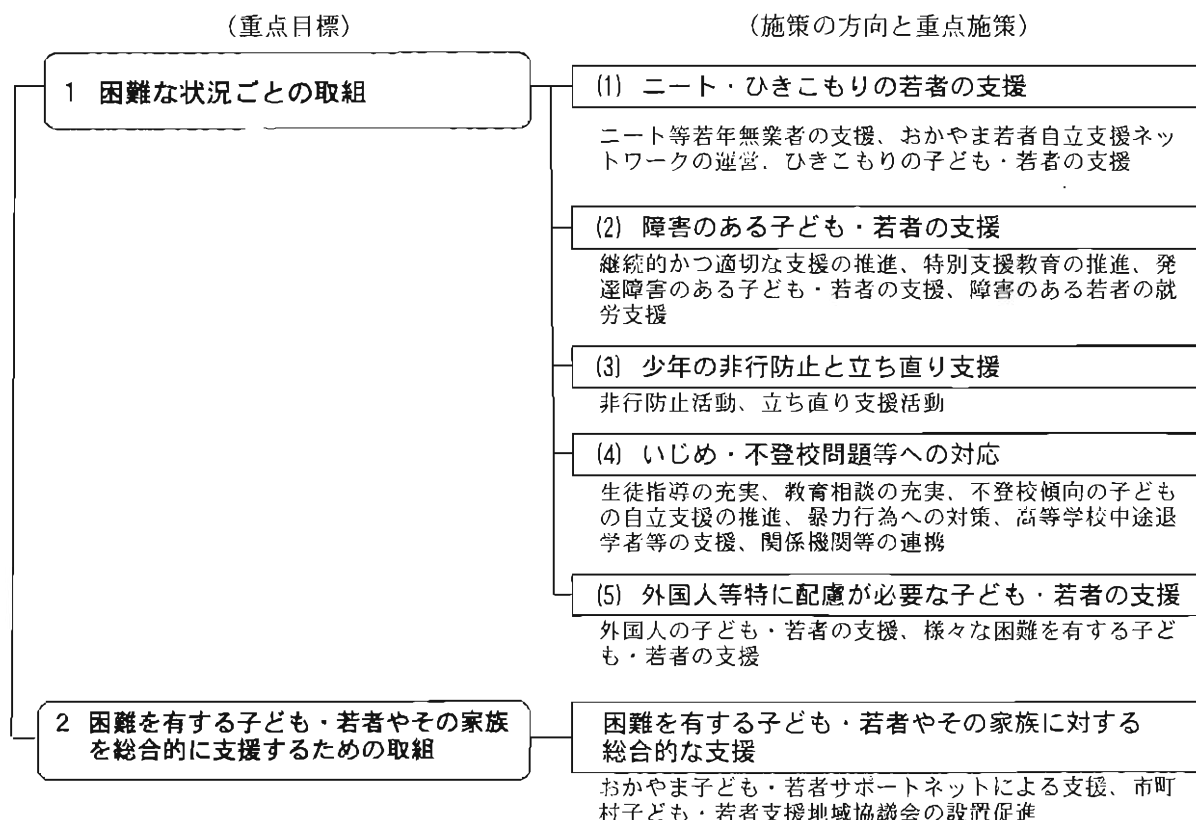 (重点目標)
(施策の方向と重点施策)
1 困難な状況ごとの取組
(1) ニート・ひきこもりの若者の支援
ニート等若年無業者の支援、おかやま若者自立支援ネッ
トワークの運営、ひきこもりの子ども・若者の支援
(2) 障害のある子ども・若者の支援
継続的かつ適切な支援の推進、特別支援教育の推進、発
達障害のある子ども・若者の支援、障害のある若者の就
労支援
(3) 少年の非行防止と立ち直り支援
非行防止活動、立ち直り支援活動
(4) いじめ・不登校問題等への対応
生徒指導の充実、教育相談の充実、不登校傾向の子ども
の自立支援の推進、暴力行為への対策、高等学校中途退
学者等の支援、関係機関等の連携
(5) 外国人等特に配慮が必要な子ども・若者の支援
外国人の子ども・若者の支援、様々な困難を有する子ど
も・若者の支援
2 困難を有する子ども・若者やその家族
を総合的に支援するための取組
困難を有する子ども・若者やその家族に対する
総合的な支援
おかやま子ども・若者サポートネットによる支援、市町
村子ども・若者支援地域協議会の設置促進